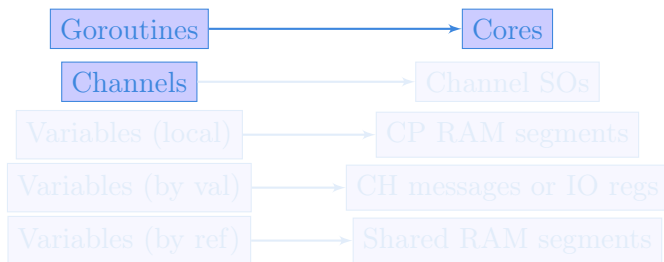 Goroutines Cores
Channels Channel SOs
Variables (local) CP RAM segments
Variables (by val) CH messages or IO regs
Variables (by ref) Shared RAM segments